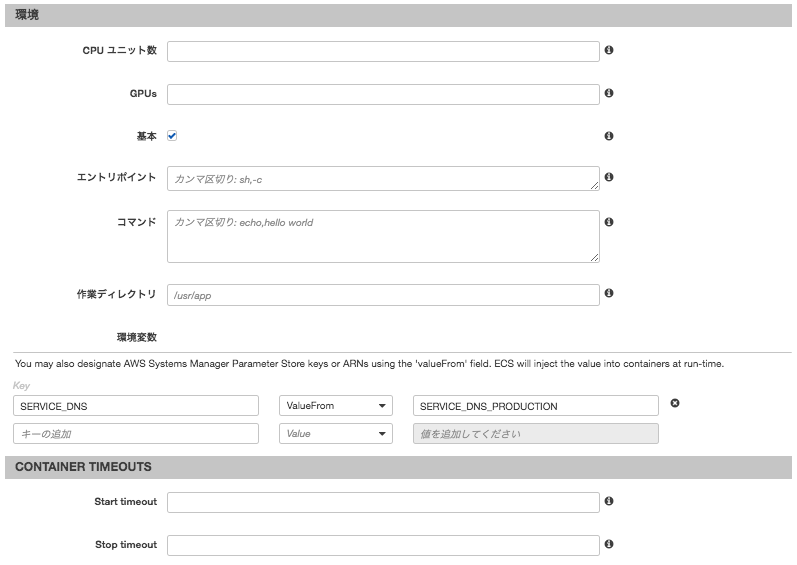 環境
CPU ユニット数
GPUs
基本
エントリポイント
カンマ区切り: sh,-c
コマンド
カンマ区切り: echo,hello world
作業ディレクトリ
/usr/app
環境変数
You may also designate AWS Systems Manager Parameter Store keys or ARNs using the 'valueFrom' field. ECS will inject the value into containers at run-time.
Key
SERVICE_DNS ValueFrom SERVICE_DNS_PRODUCTION
キーの追加 Value 値を追加してください
CONTAINER TIMEOUTS
Start timeout
Stop timeout